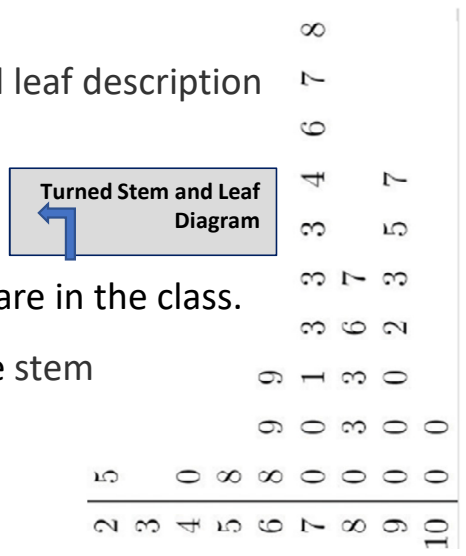 leaf description
Turned Stem and Leaf
Diagram
are in the class.
stem
2 5
3
4 0
5 8
6 8 9 9
7 0 0 1 3 3 3 4 6 7 8
8 0 3 3 6 7
9 0 0 0 2 3 5 7
10 0 0